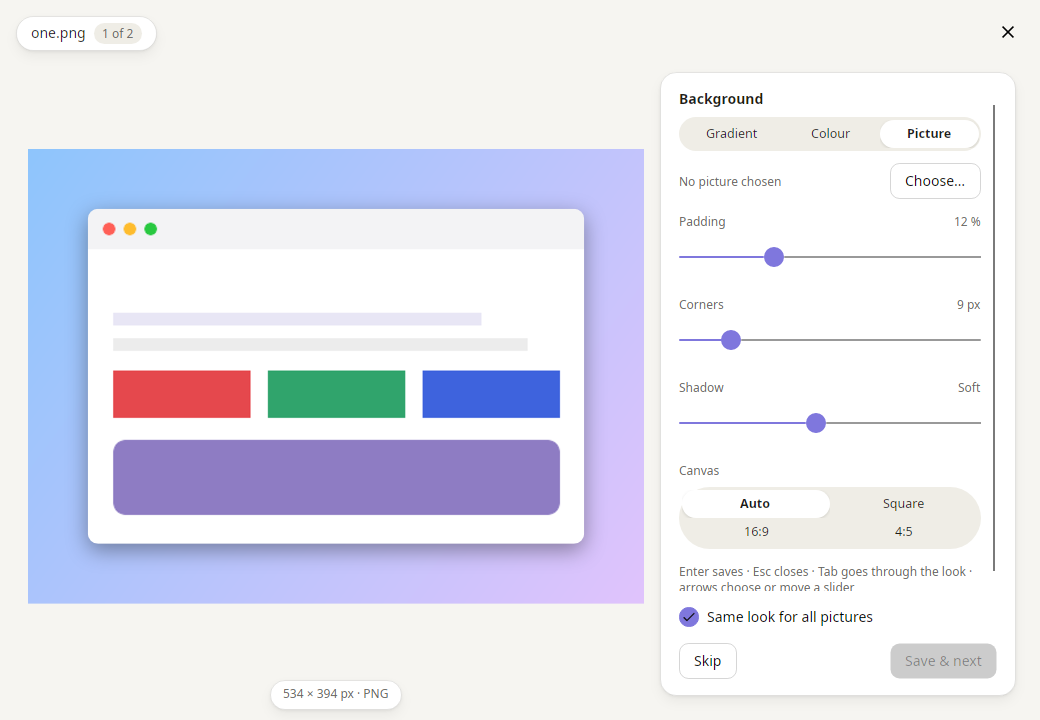 one.png 1 of 2
Background
Gradient Colour Picture
No picture chosen Choose...
Padding 12 %
Corners 9 px
Shadow Soft
Canvas
Auto Square
16:9 4:5
Enter saves · Esc closes · Tab goes through the look ·
arrows choose or move a slider
Same look for all pictures
Skip Save & next
534 × 394 px · PNG